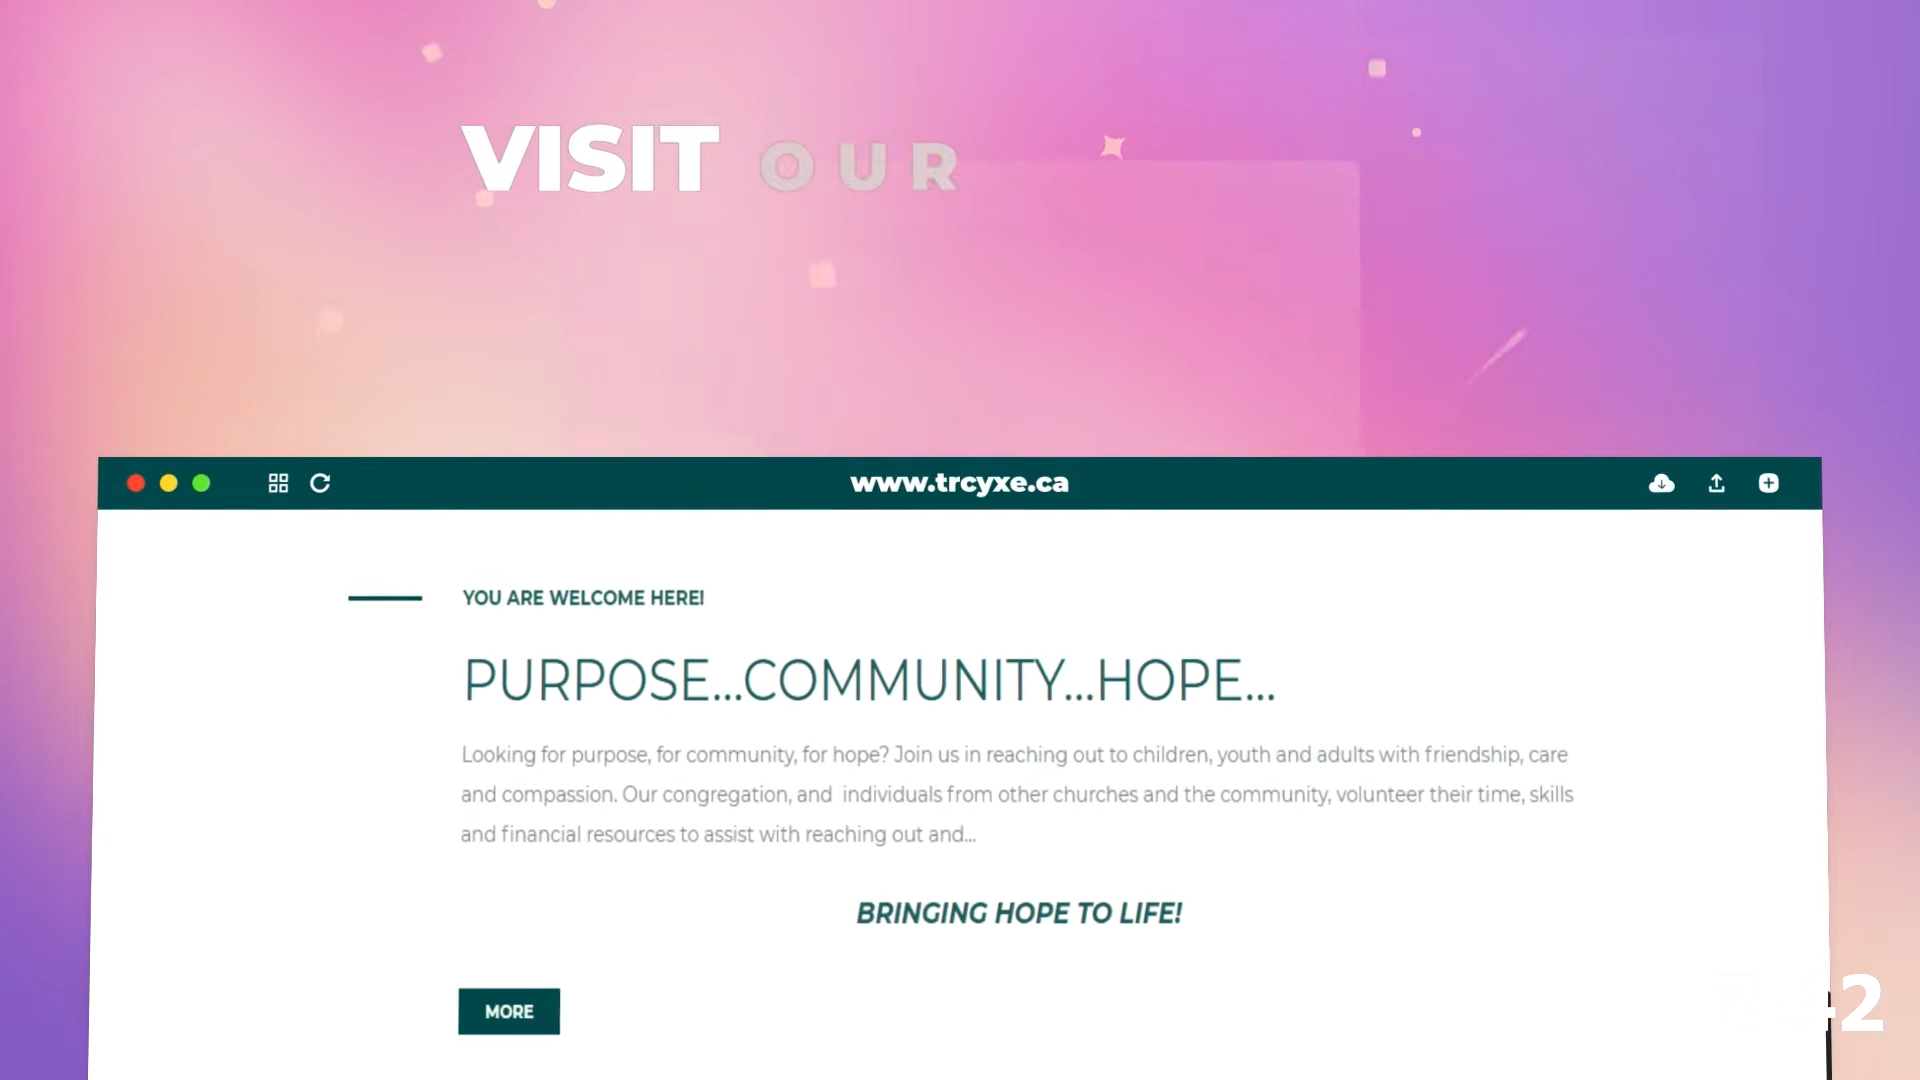 VISIT OUR
www.trcyxe.ca
YOU ARE WELCOME HERE!
PURPOSE...COMMUNITY...HOPE...
Looking for purpose, for community, for hope? Join us in reaching out to children, youth and adults with friendship, care
and compassion. Our congregation, and individuals from other churches and the community, volunteer their time, skills
and financial resources to assist with reaching out and...
BRINGING HOPE TO LIFE!
MORE